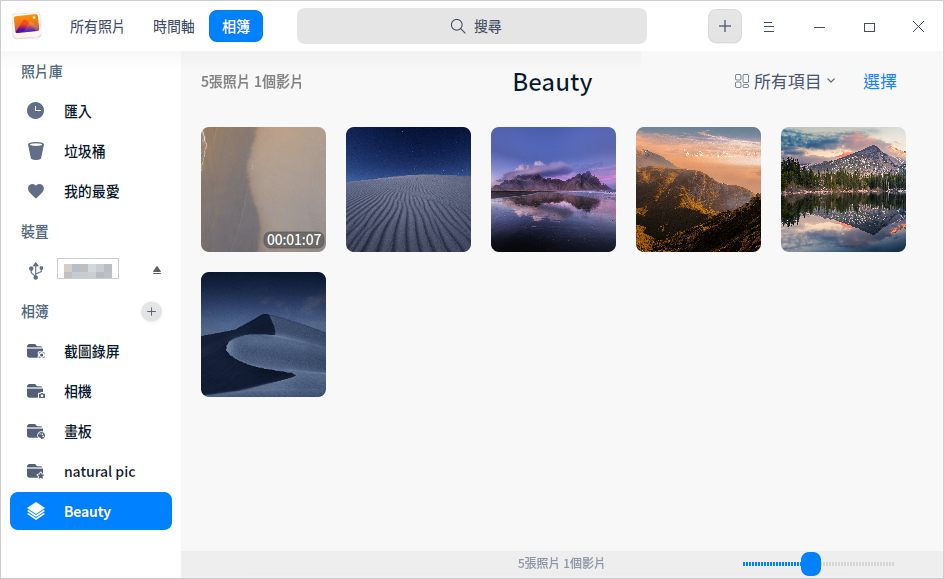 所有照片 時間軸 相簿 搜尋
照片庫
匯入
垃圾桶
我的最愛
裝置
相簿
截圖錄屏
相機
畫板
natural pic
Beauty
5張照片 1個影片 Beauty 所有項目 選擇
00:01:07
5張照片 1個影片